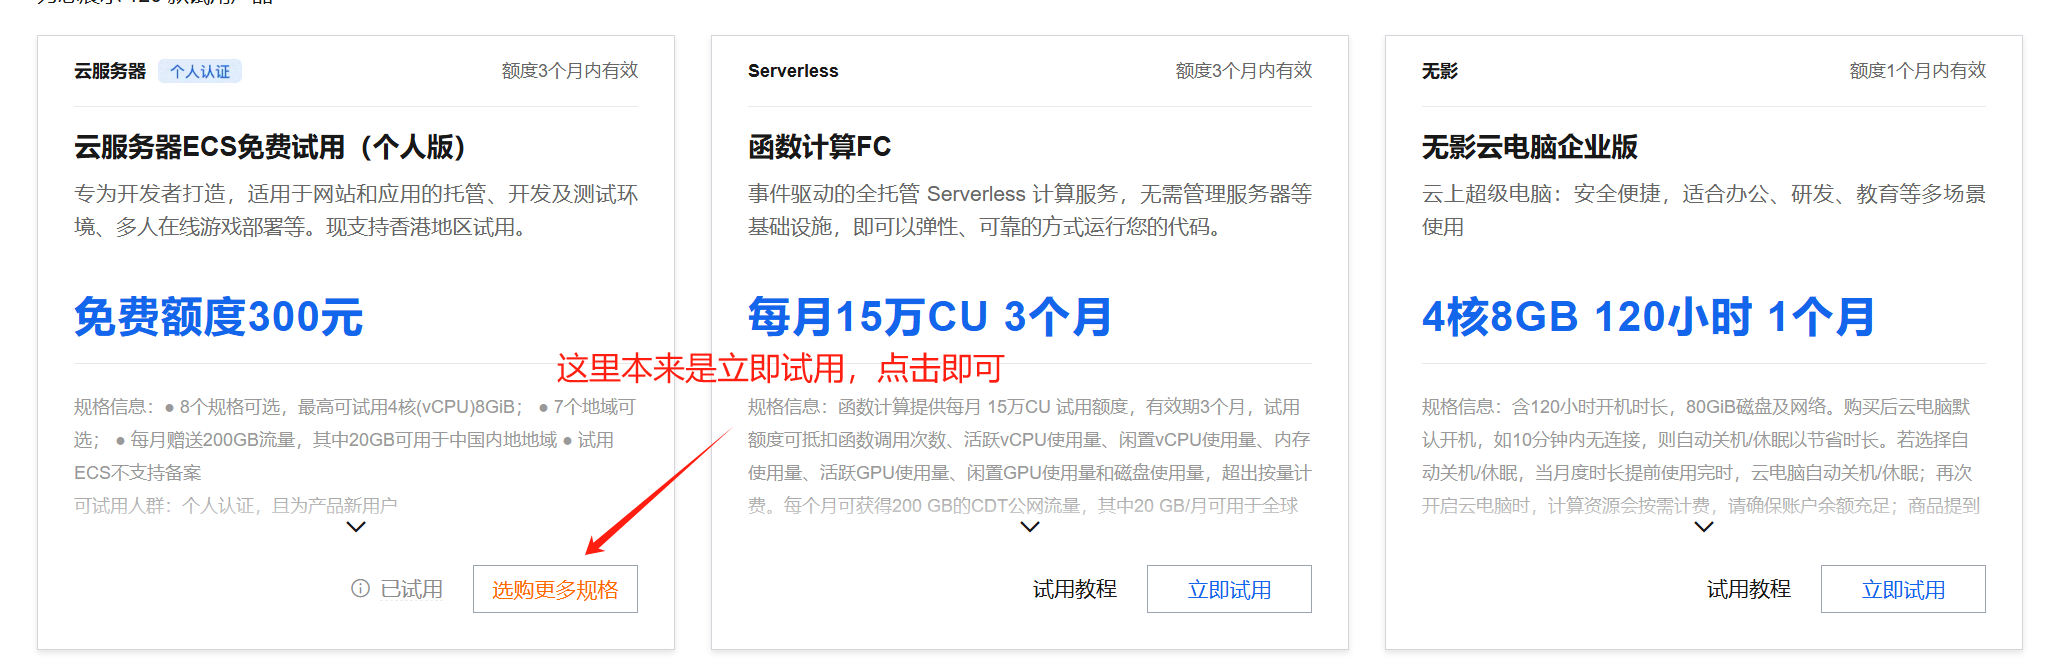 云服务器 个人认证 额度3个月内有效
云服务器ECS免费试用（个人版）
专为开发者打造，适用于网站和应用的托管、开发及测试环
境、多人在线游戏部署等。现支持香港地区试用。
免费额度300元
规格信息：● 8个规格可选，最高可试用4核(vCPU)8GiB； ● 7个地域可
选； ● 每月赠送200GB流量，其中20GB可用于中国内地地域 ● 试用
ECS不支持备案
可试用人群：个人认证，且为产品新用户
已试用 选购更多规格
这里本来是立即试用，点击即可
Serverless 额度3个月内有效
函数计算FC
事件驱动的全托管 Serverless 计算服务，无需管理服务器等
基础设施，即可以弹性、可靠的方式运行您的代码。
每月15万CU 3个月
规格信息：函数计算提供每月 15万CU 试用额度，有效期3个月，试用
额度可抵扣函数调用次数、活跃vCPU使用量、闲置vCPU使用量、内存
使用量、活跃GPU使用量、闲置GPU使用量和磁盘使用量，超出按量计
费。每个月可获得200 GB的CDT公网流量，其中20 GB/月可用于全球
试用教程 立即试用
无影 额度1个月内有效
无影云电脑企业版
云上超级电脑：安全便捷，适合办公、研发、教育等多场景
使用
4核8GB 120小时 1个月
规格信息：含120小时开机时长，80GiB磁盘及网络。购买后云电脑默
认开机，如10分钟内无连接，则自动关机/休眠以节省时长。若选择自
动关机/休眠，当月度时长提前使用完时，云电脑自动关机/休眠；再次
开启云电脑时，计算资源会按需计费，请确保账户余额充足；商品提到
试用教程 立即试用